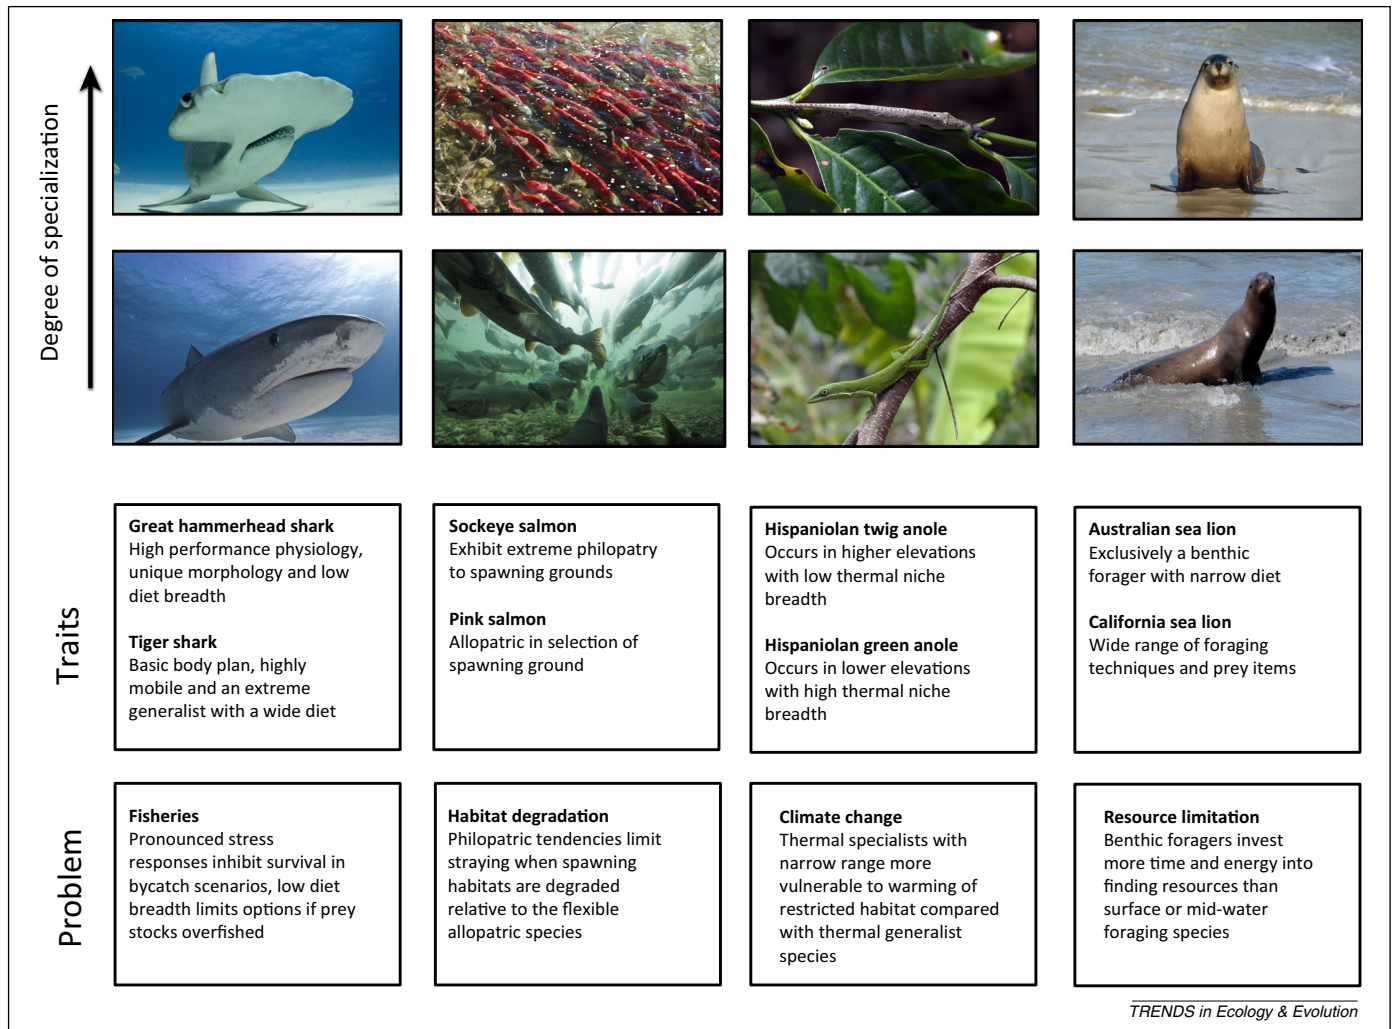 Degree of specialization
Traits
Great hammerhead shark
High performance physiology,
unique morphology and low
diet breadth
Tiger shark
Basic body plan, highly
mobile and an extreme
generalist with a wide diet
Sockeye salmon
Exhibit extreme philopatry
to spawning grounds
Pink salmon
Allopatric in selection of
spawning ground
Hispaniolan twig anole
Occurs in higher elevations
with low thermal niche
breadth
Hispaniolan green anole
Occurs in lower elevations
with high thermal niche
breadth
Australian sea lion
Exclusively a benthic
forager with narrow diet
California sea lion
Wide range of foraging
techniques and prey items
Problem
Fisheries
Pronounced stress
responses inhibit survival in
bycatch scenarios, low diet
breadth limits options if prey
stocks overfished
Habitat degradation
Philopatric tendencies limit
straying when spawning
habitats are degraded
relative to the flexible
allopatric species
Climate change
Thermal specialists with
narrow range more
vulnerable to warming of
restricted habitat compared
with thermal generalist
species
Resource limitation
Benthic foragers invest
more time and energy into
finding resources than
surface or mid-water
foraging species
TRENDS in Ecology & Evolution